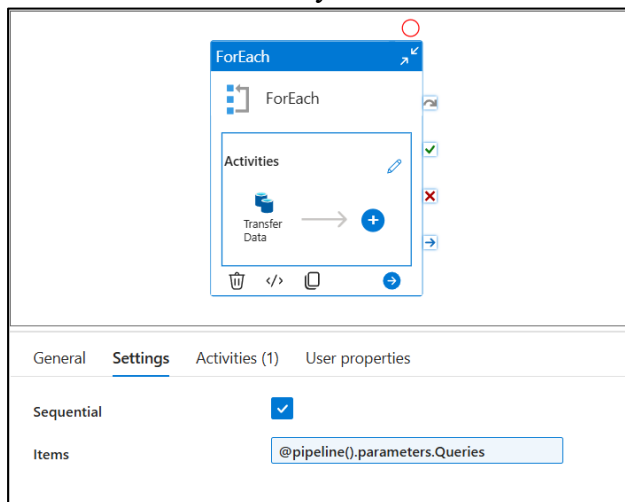 ForEach
ForEach
Activities
Transfer
Data
General Settings Activities (1) User properties
Sequential
Items @pipeline().parameters.Queries